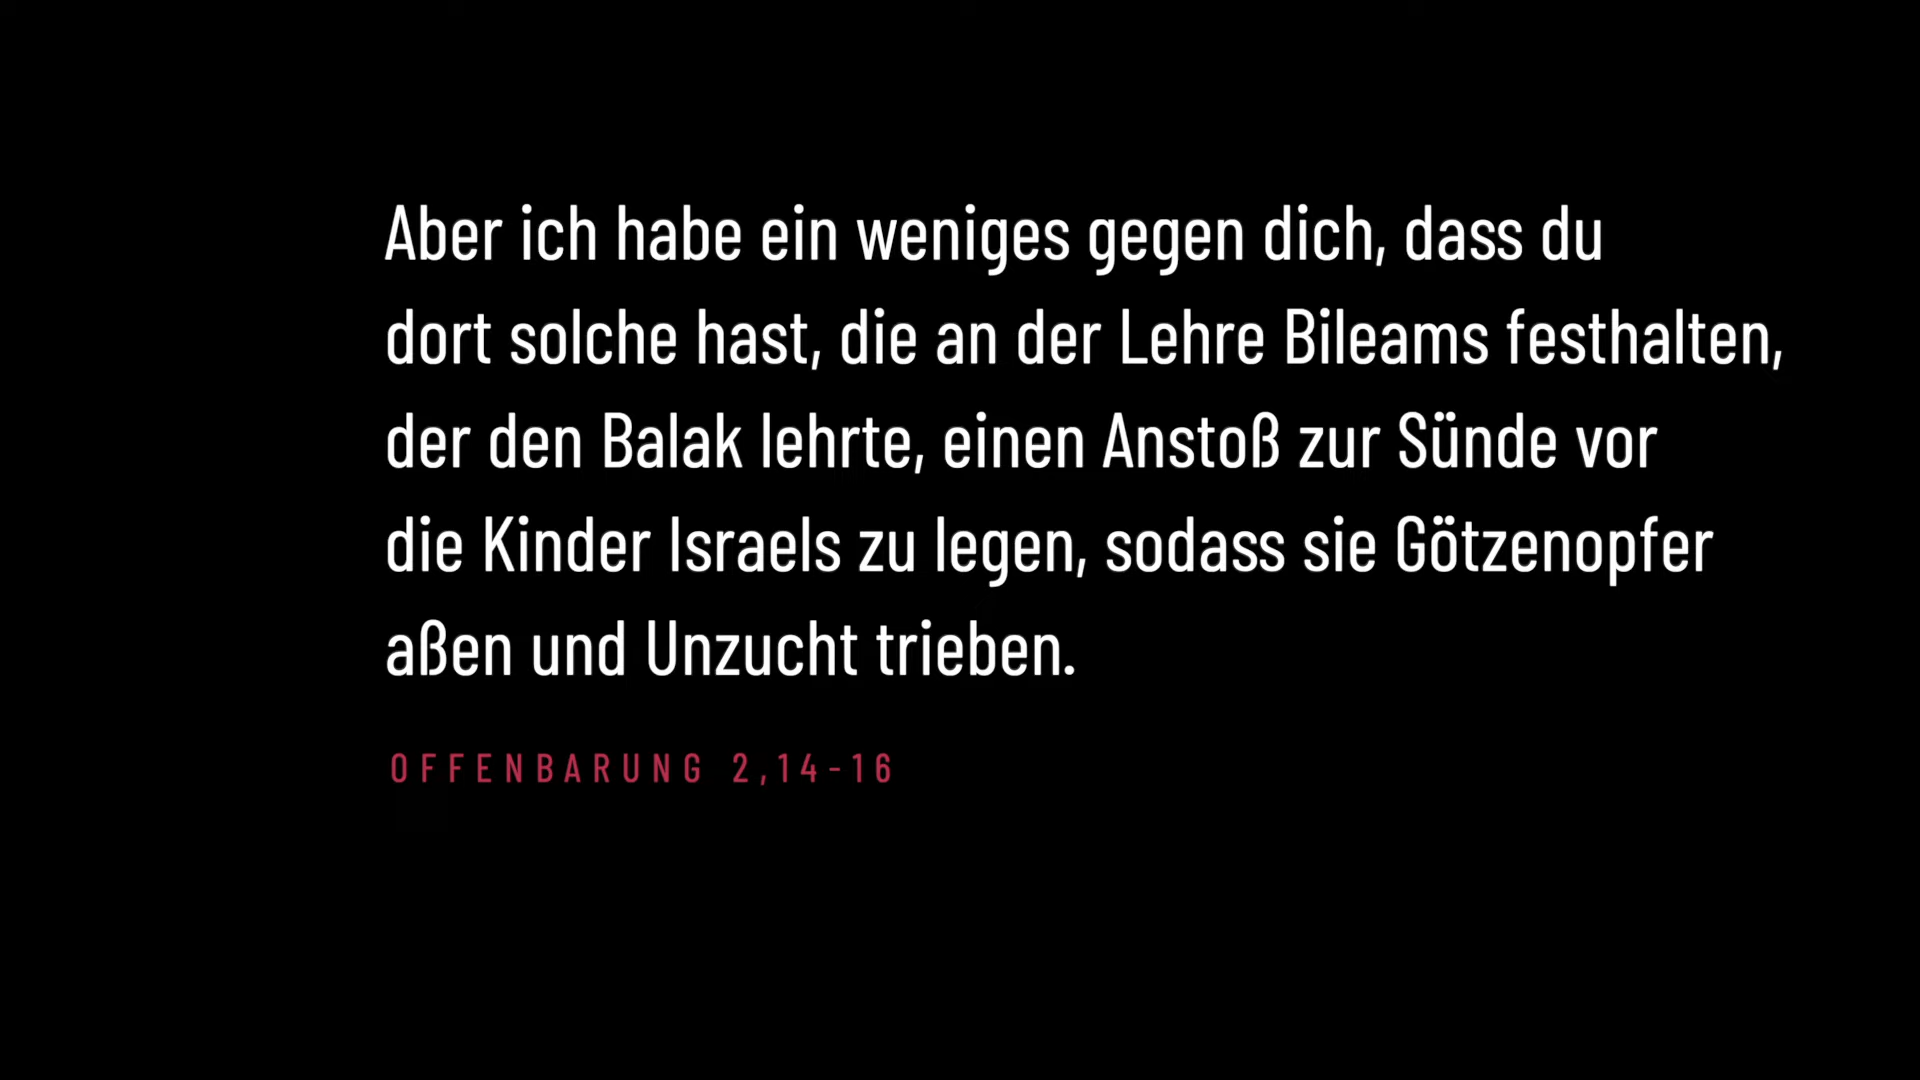 Aber ich habe ein weniges gegen dich, dass du
dort solche hast, die an der Lehre Bileams festhalten,
der den Balak lehrte, einen Anstoß zur Sünde vor
die Kinder Israels zu legen, sodass sie Götzenopfer
aßen und Unzucht trieben.
OFFENBARUNG 2,14-16